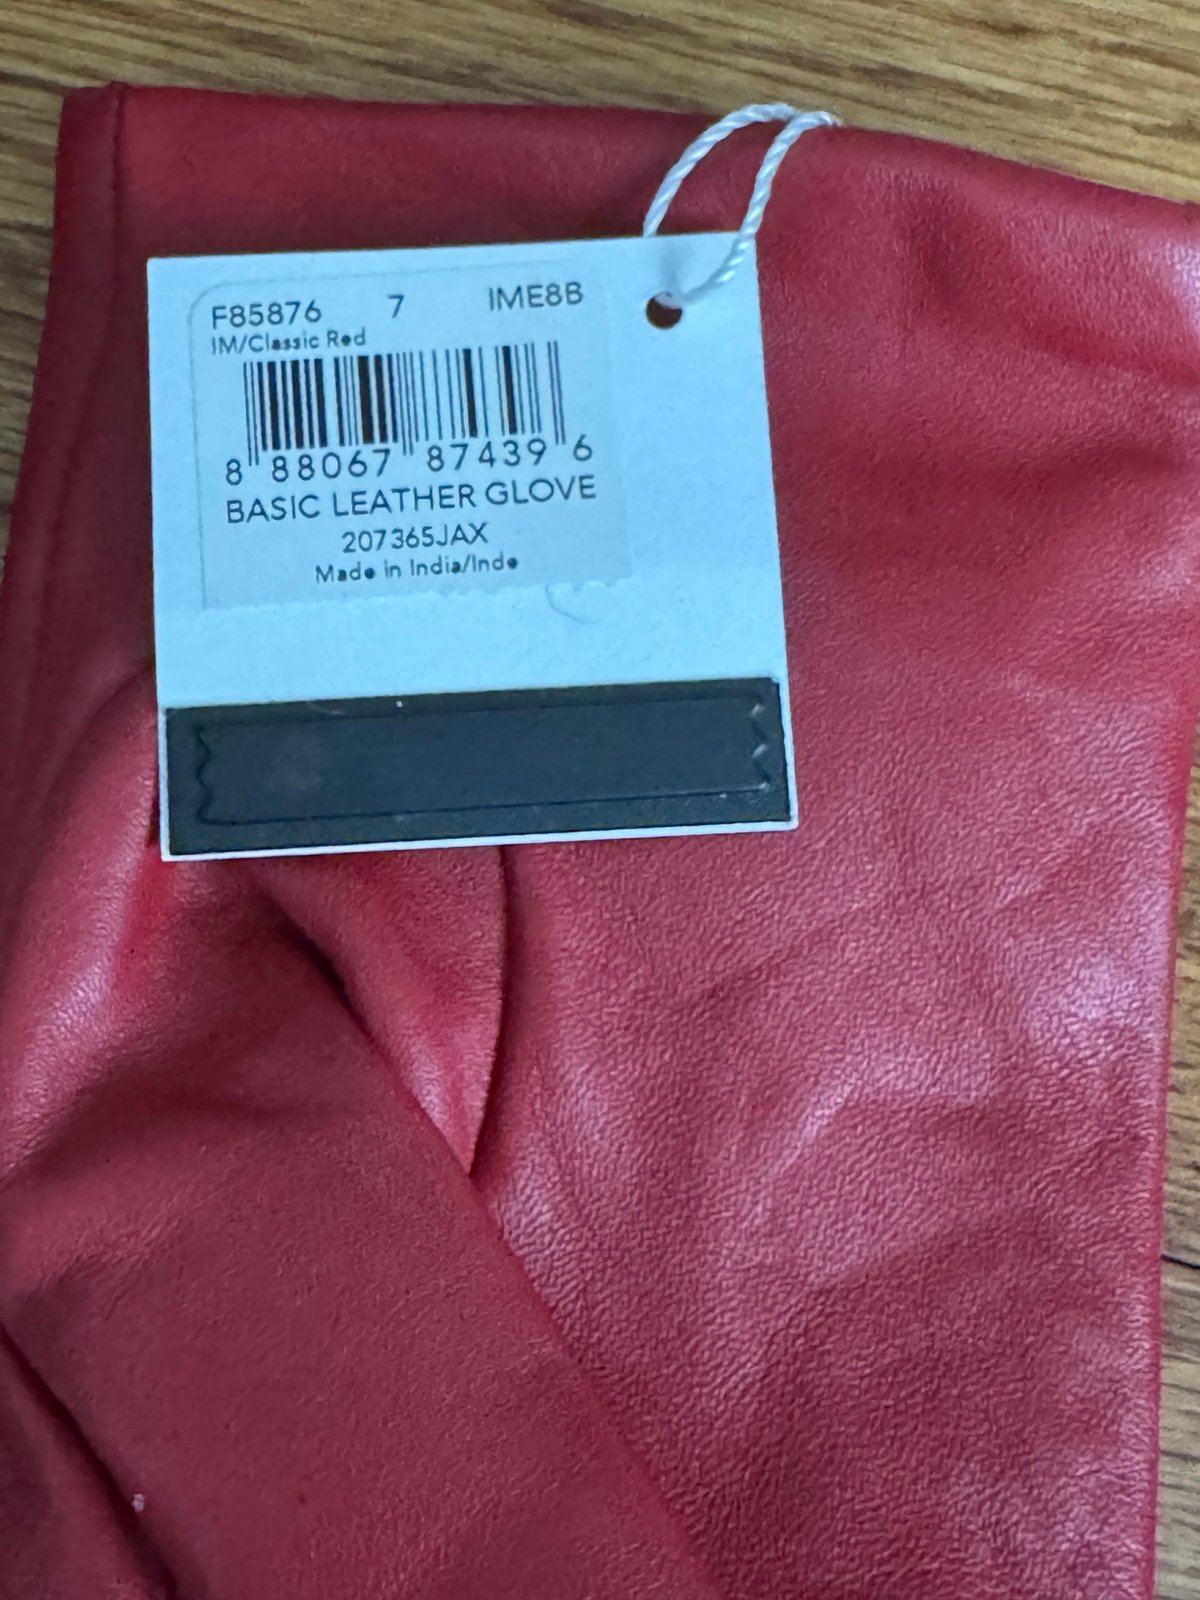 F85876 7 IME8B
IM/Classic Red
8 88067 87439 6
BASIC LEATHER GLOVE
207365JAX
Made in India/Inde